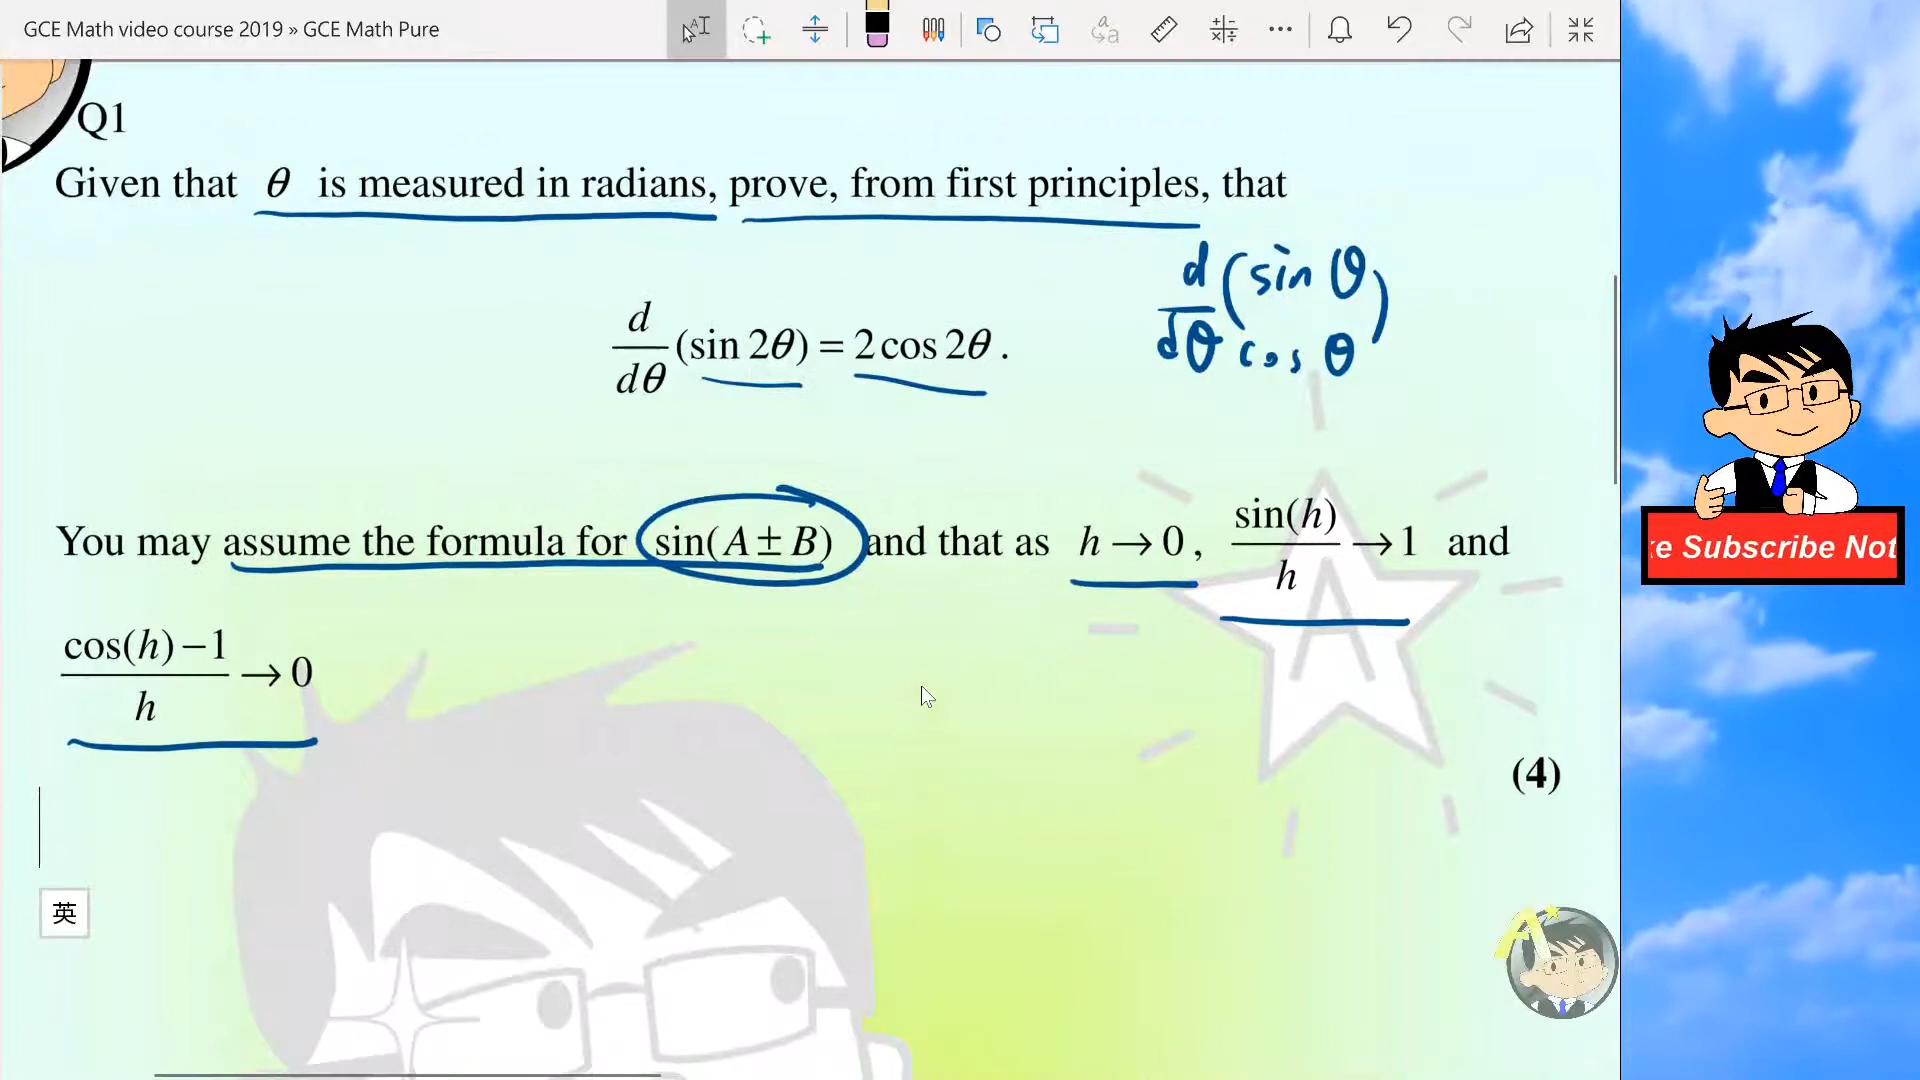 GCE Math video course 2019 » GCE Math Pure
Q1
Given that θ is measured in radians, prove, from first principles, that
d/dθ (sin 2θ) = 2 cos 2θ .
d/dθ (sin θ
cos θ)
You may assume the formula for sin(A ± B) and that as h → 0 , sin(h)/h → 1 and
(cos(h) − 1)/h → 0
(4)
英
e Subscribe Not
A
A